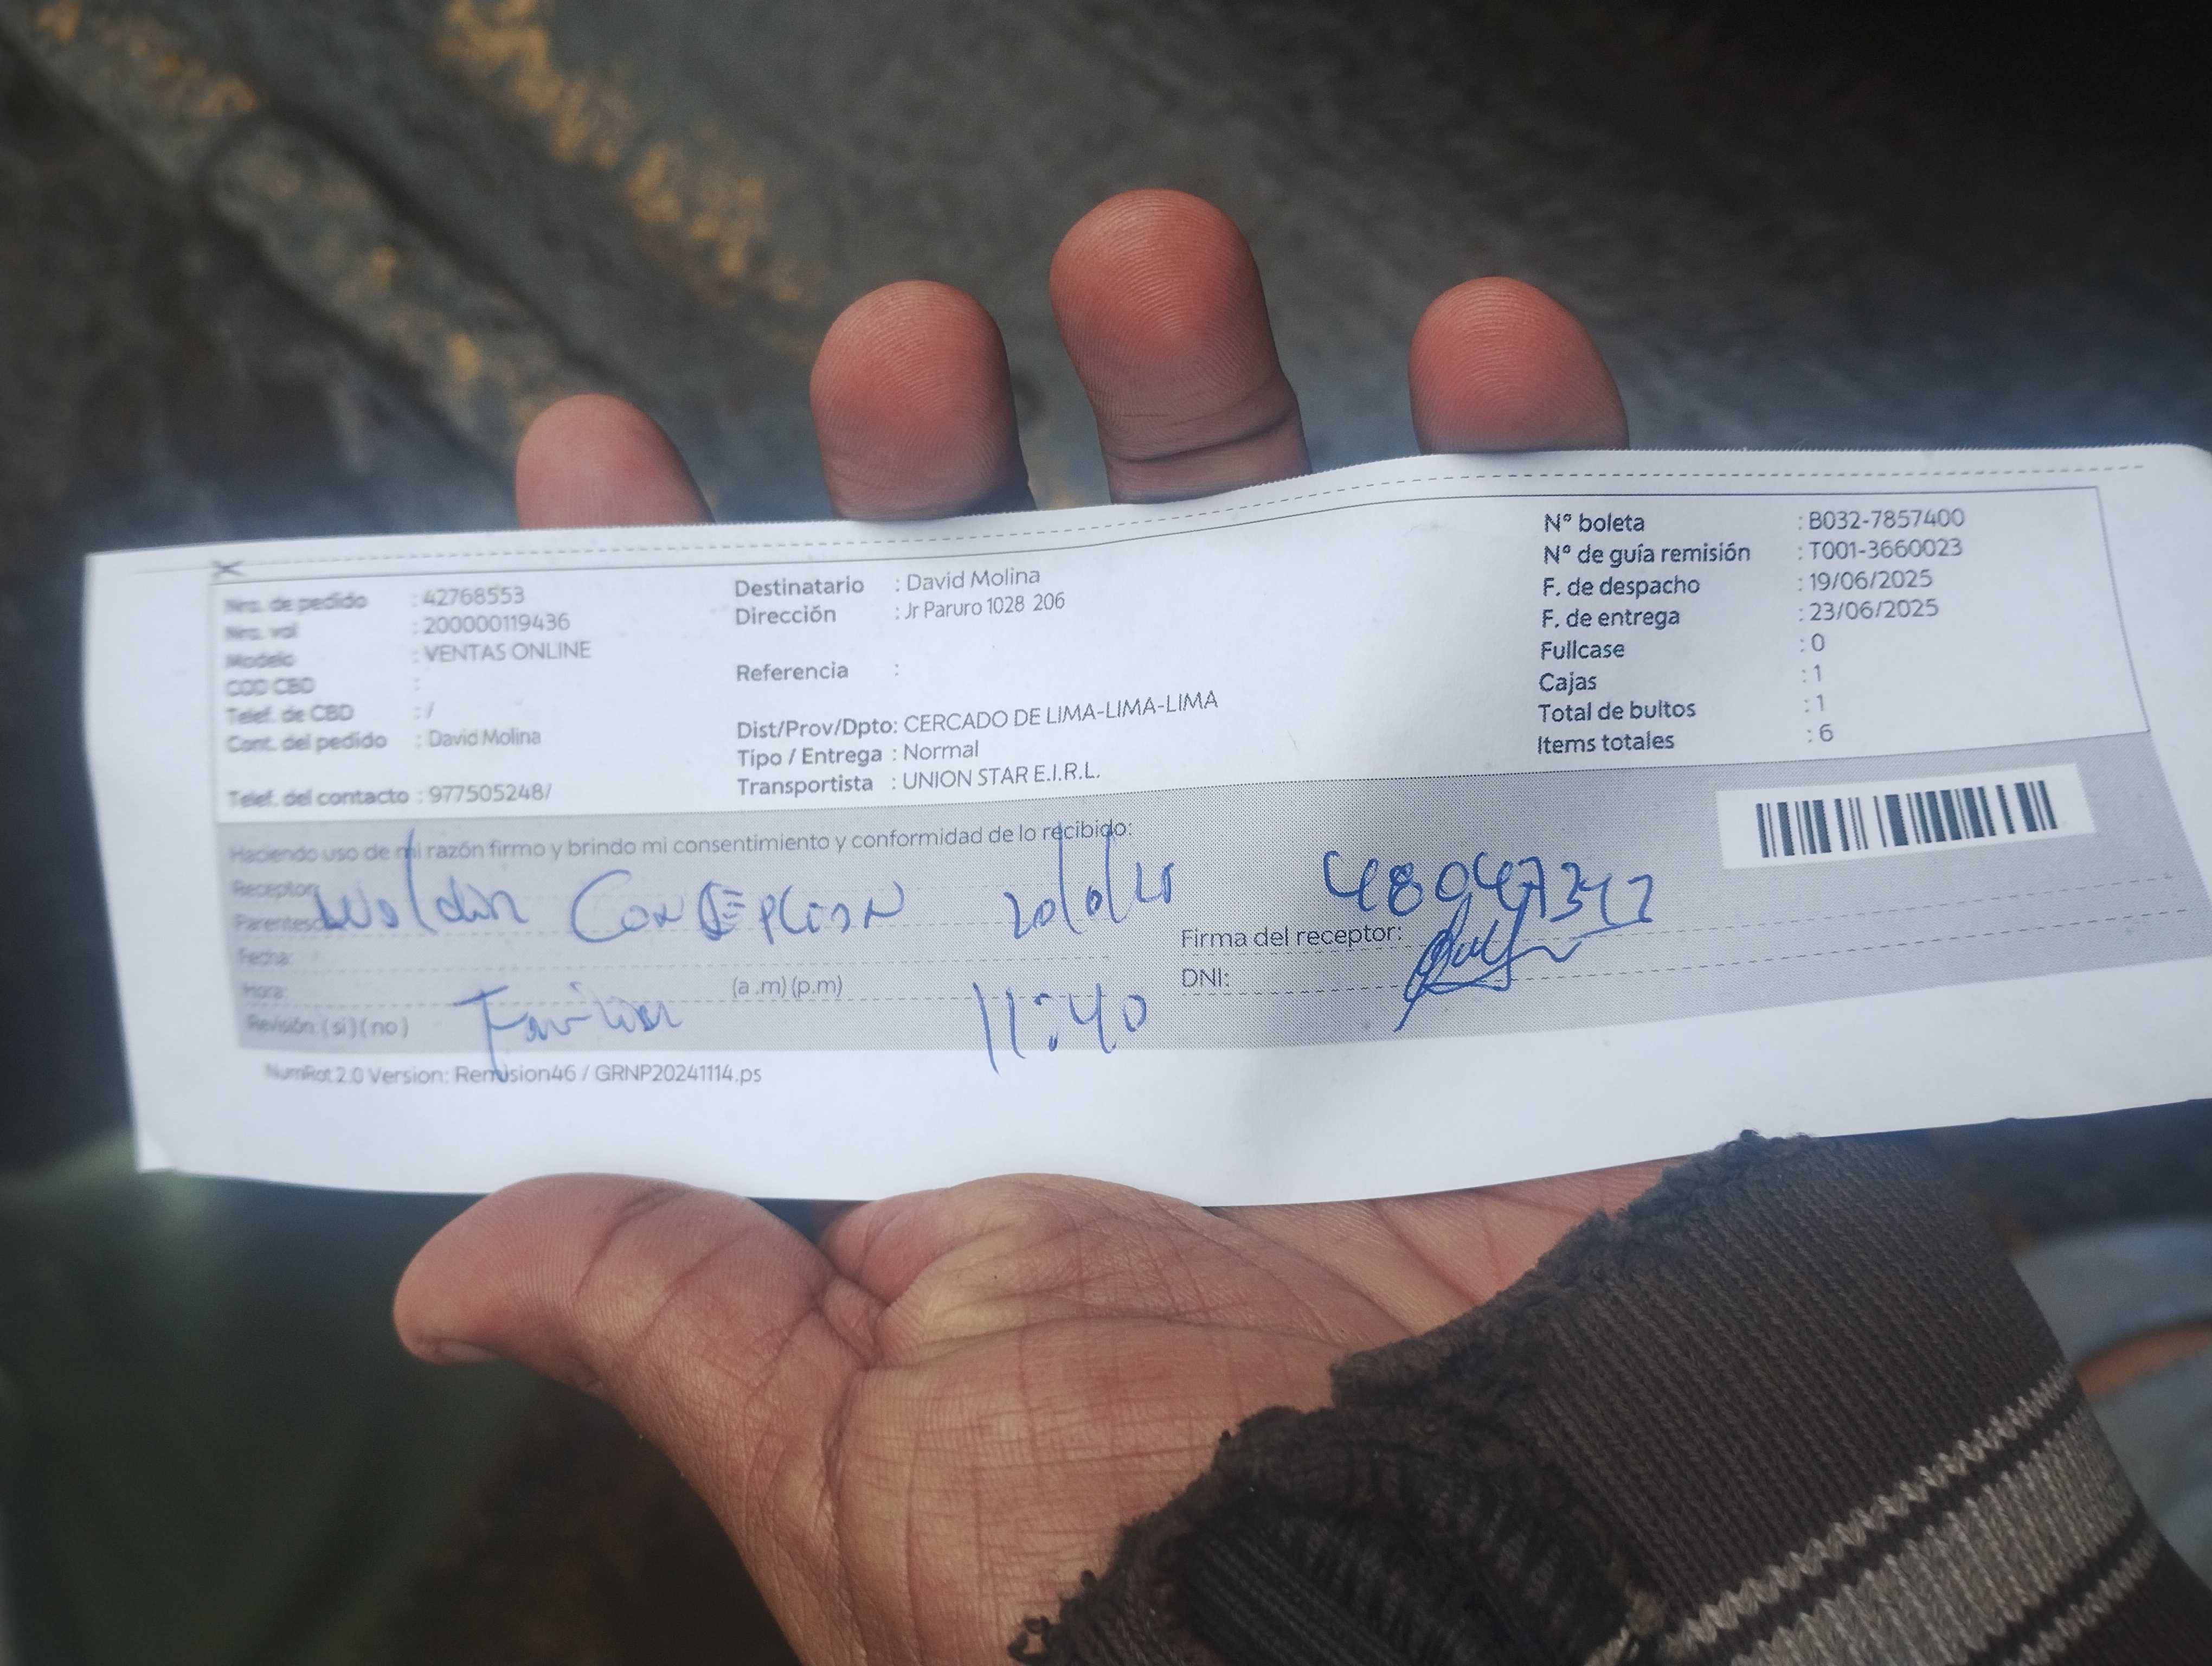 Nro. de pedido : 42768553
Nro. val : 200000119436
Modelo : VENTAS ONLINE
COD CBD :
Telef. de CBD : /
Cont. del pedido : David Molina
Telef. del contacto : 977505248/
Destinatario : David Molina
Dirección : Jr Paruro 1028 206
Referencia :
Dist/Prov/Dpto: CERCADO DE LIMA-LIMA-LIMA
Tipo / Entrega : Normal
Transportista : UNION STAR E.I.R.L.
N° boleta : B032-7857400
N° de guía remisión : T001-3660023
F. de despacho : 19/06/2025
F. de entrega : 23/06/2025
Fullcase : 0
Cajas : 1
Total de bultos : 1
Items totales : 6
Haciendo uso de mi razón firmo y brindo mi consentimiento y conformidad de lo recibido:
Receptor:
Parentesco
Fecha:
Hora: (a.m) (p.m)
11:40
Revisión: (si) (no)
Firma del receptor:
DNI:
NumRot 2.0 Version: Remision46 / GRNP20241114.ps